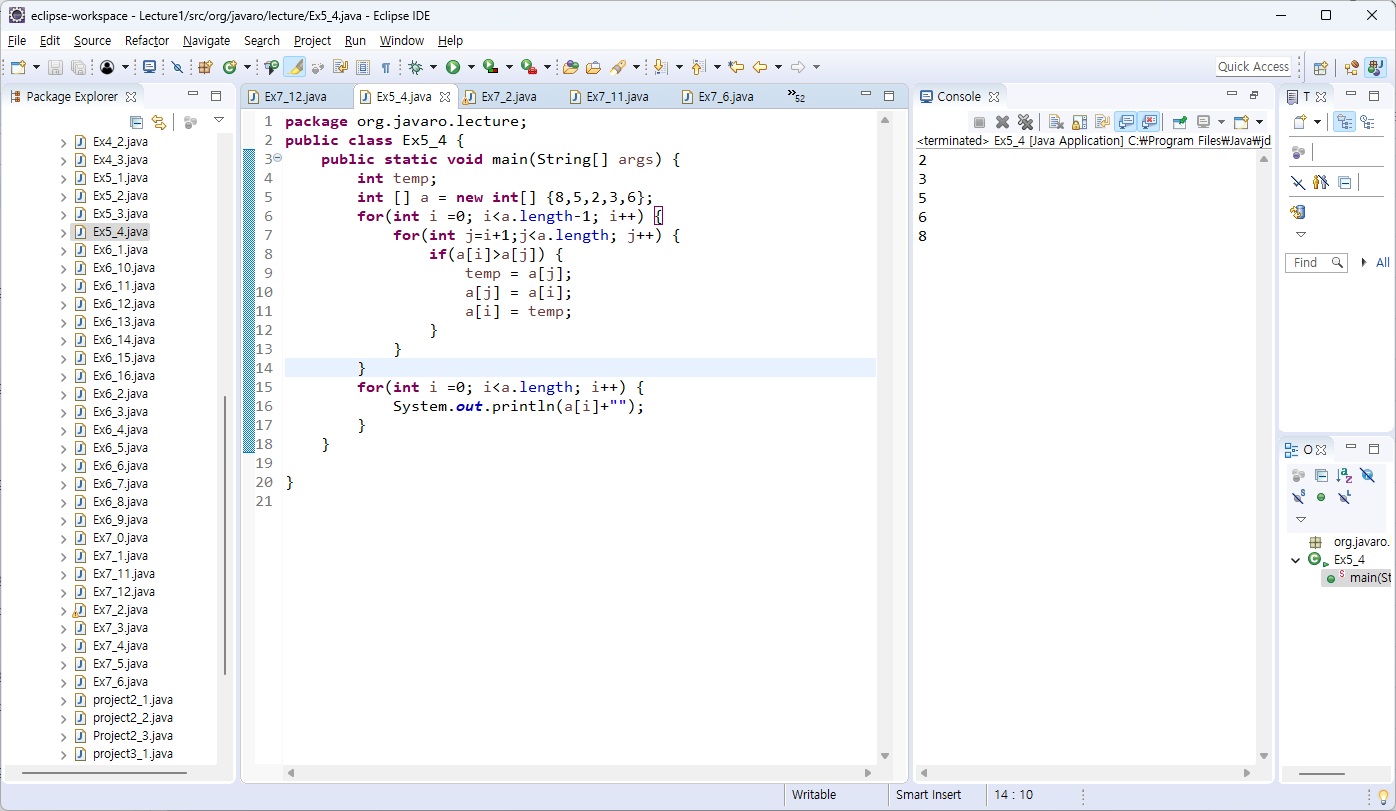 eclipse-workspace - Lecture1/src/org/javaro/lecture/Ex5_4.java - Eclipse IDE
File Edit Source Refactor Navigate Search Project Run Window Help
Quick Access
Package Explorer
Ex4_2.java
Ex4_3.java
Ex5_1.java
Ex5_2.java
Ex5_3.java
Ex5_4.java
Ex6_1.java
Ex6_10.java
Ex6_11.java
Ex6_12.java
Ex6_13.java
Ex6_14.java
Ex6_15.java
Ex6_16.java
Ex6_2.java
Ex6_3.java
Ex6_4.java
Ex6_5.java
Ex6_6.java
Ex6_7.java
Ex6_8.java
Ex6_9.java
Ex7_0.java
Ex7_1.java
Ex7_11.java
Ex7_12.java
Ex7_2.java
Ex7_3.java
Ex7_4.java
Ex7_5.java
Ex7_6.java
project2_1.java
project2_2.java
Project2_3.java
project3_1.java
Ex7_12.java Ex5_4.java Ex7_2.java Ex7_11.java Ex7_6.java »52
1 package org.javaro.lecture;
2 public class Ex5_4 {
3 public static void main(String[] args) {
4 int temp;
5 int [] a = new int[] {8,5,2,3,6};
6 for(int i =0; i<a.length-1; i++) {
7 for(int j=i+1;j<a.length; j++) {
8 if(a[i]>a[j]) {
9 temp = a[j];
10 a[j] = a[i];
11 a[i] = temp;
12 }
13 }
14 }
15 for(int i =0; i<a.length; i++) {
16 System.out.println(a[i]+"");
17 }
18 }
19
20 }
21
Console
<terminated> Ex5_4 [Java Application] C:₩Program Files₩Java₩jd
2
3
5
6
8
T
Find All
O
org.javaro.
Ex5_4
main(St
Writable Smart Insert 14 : 10